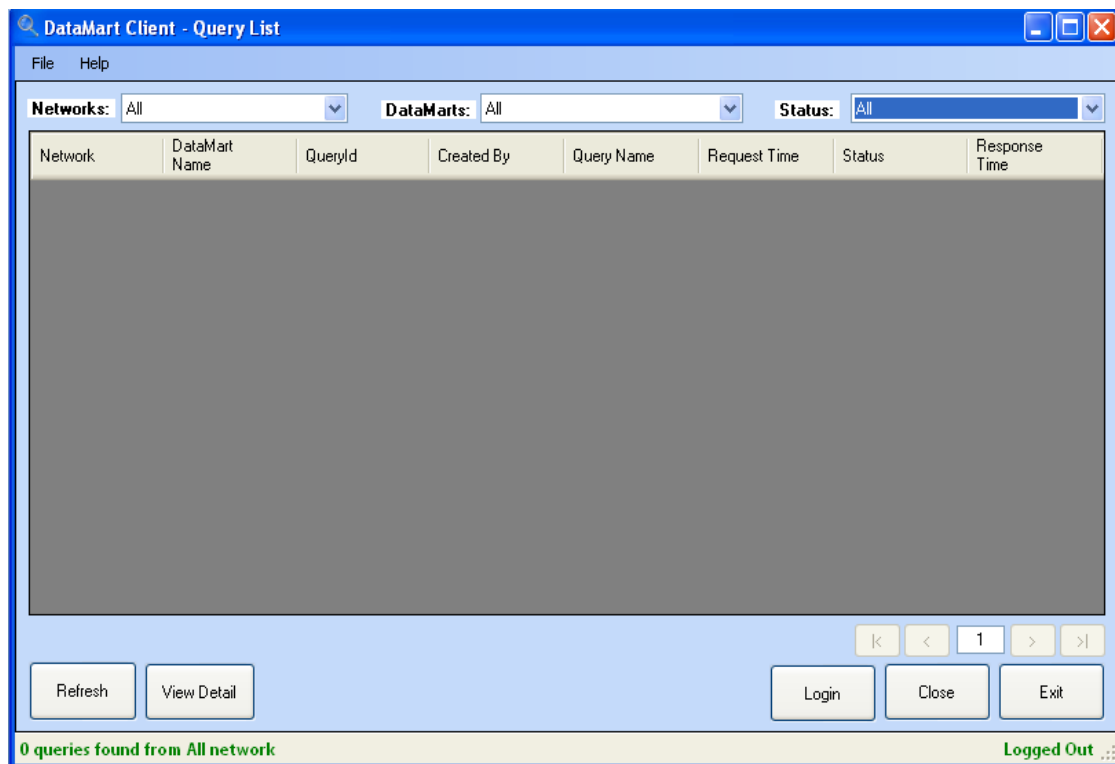 DataMart Client - Query List
File Help
Networks: All DataMarts: All Status: All
Network DataMart Name QueryId Created By Query Name Request Time Status Response Time
|< < 1 > >|
Refresh View Detail Login Close Exit
0 queries found from All network Logged Out